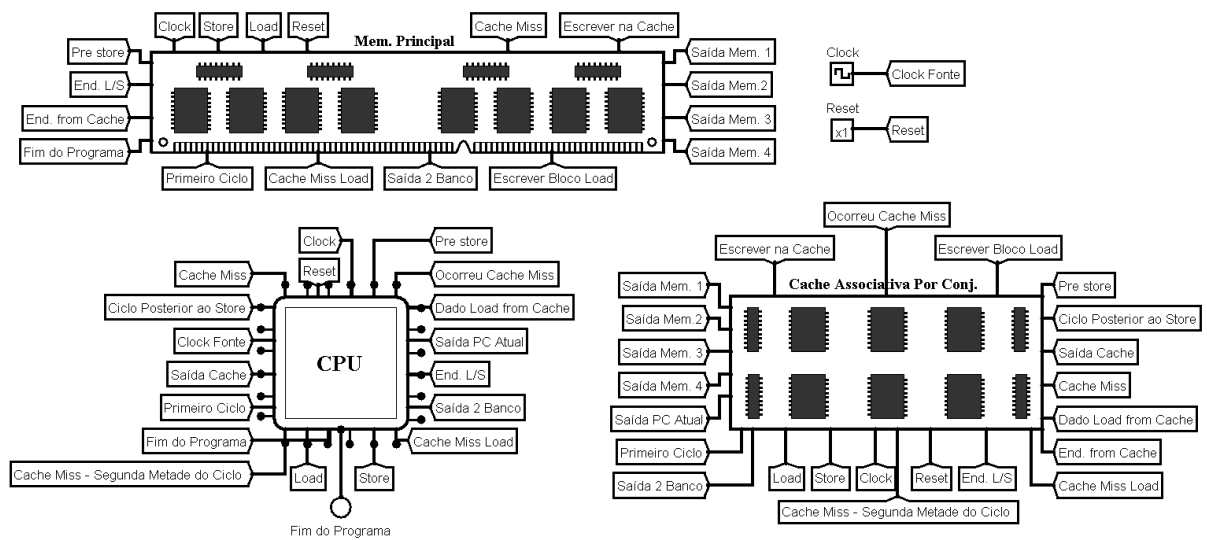 Clock
Store
Load
Reset
Cache Miss
Escrever na Cache
Mem. Principal
Pre store
End. L/S
End. from Cache
Fim do Programa
Saída Mem. 1
Saída Mem.2
Saída Mem. 3
Saída Mem. 4
Primeiro Ciclo
Cache Miss Load
Saída 2 Banco
Escrever Bloco Load
Clock
Clock Fonte
Reset
x1
Reset
Clock
Pre store
Cache Miss
Reset
Ocorreu Cache Miss
Ciclo Posterior ao Store
Dado Load from Cache
Clock Fonte
Saída PC Atual
CPU
Saída Cache
End. L/S
Primeiro Ciclo
Saída 2 Banco
Fim do Programa
Cache Miss Load
Cache Miss - Segunda Metade do Ciclo
Load
Store
Fim do Programa
Ocorreu Cache Miss
Escrever na Cache
Escrever Bloco Load
Cache Associativa Por Conj.
Saída Mem. 1
Saída Mem.2
Saída Mem. 3
Saída Mem. 4
Saída PC Atual
Primeiro Ciclo
Saída 2 Banco
Pre store
Ciclo Posterior ao Store
Saída Cache
Cache Miss
Dado Load from Cache
End. from Cache
Cache Miss Load
Load
Store
Clock
Reset
End. L/S
Cache Miss - Segunda Metade do Ciclo